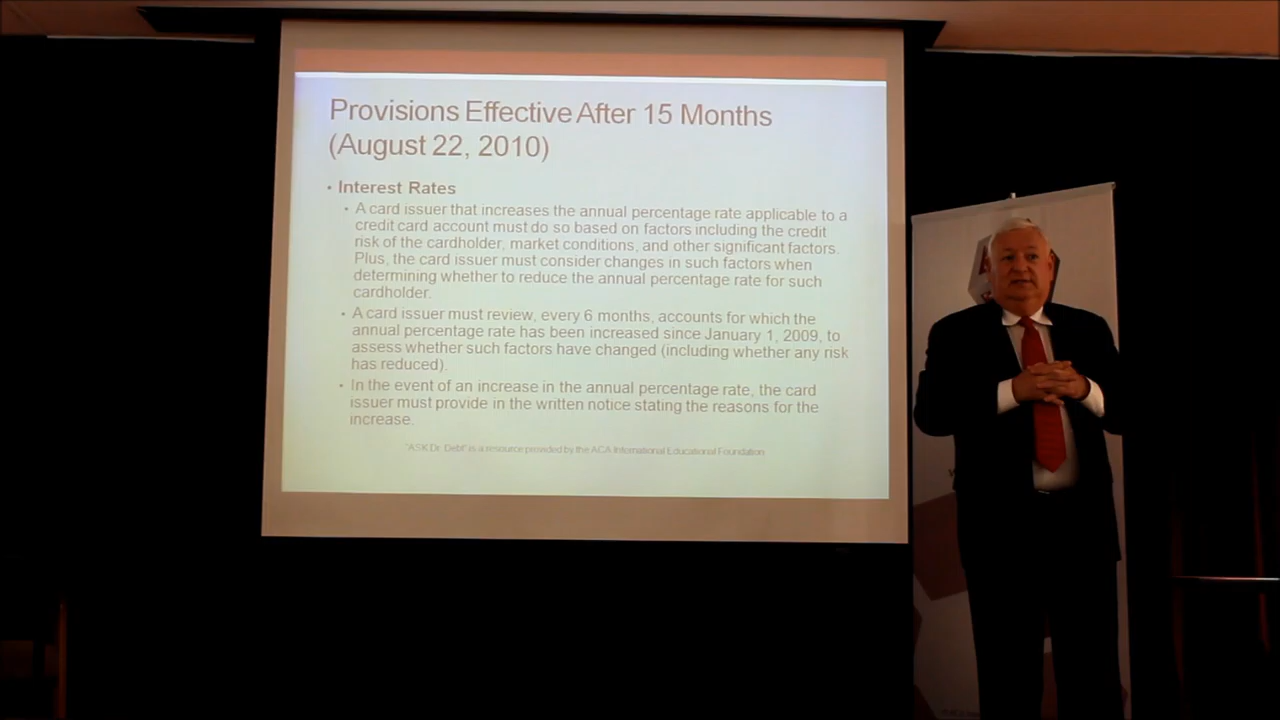 Provisions Effective After 15 Months
(August 22, 2010)
• Interest Rates
• A card issuer that increases the annual percentage rate applicable to a
credit card account must do so based on factors including the credit
risk of the cardholder, market conditions, and other significant factors.
Plus, the card issuer must consider changes in such factors when
determining whether to reduce the annual percentage rate for such
cardholder.
• A card issuer must review, every 6 months, accounts for which the
annual percentage rate has been increased since January 1, 2009, to
assess whether such factors have changed (including whether any risk
has reduced).
• In the event of an increase in the annual percentage rate, the card
issuer must provide in the written notice stating the reasons for the
increase.
"ASK Dr. Debt" is a resource provided by the ACA International Educational Foundation